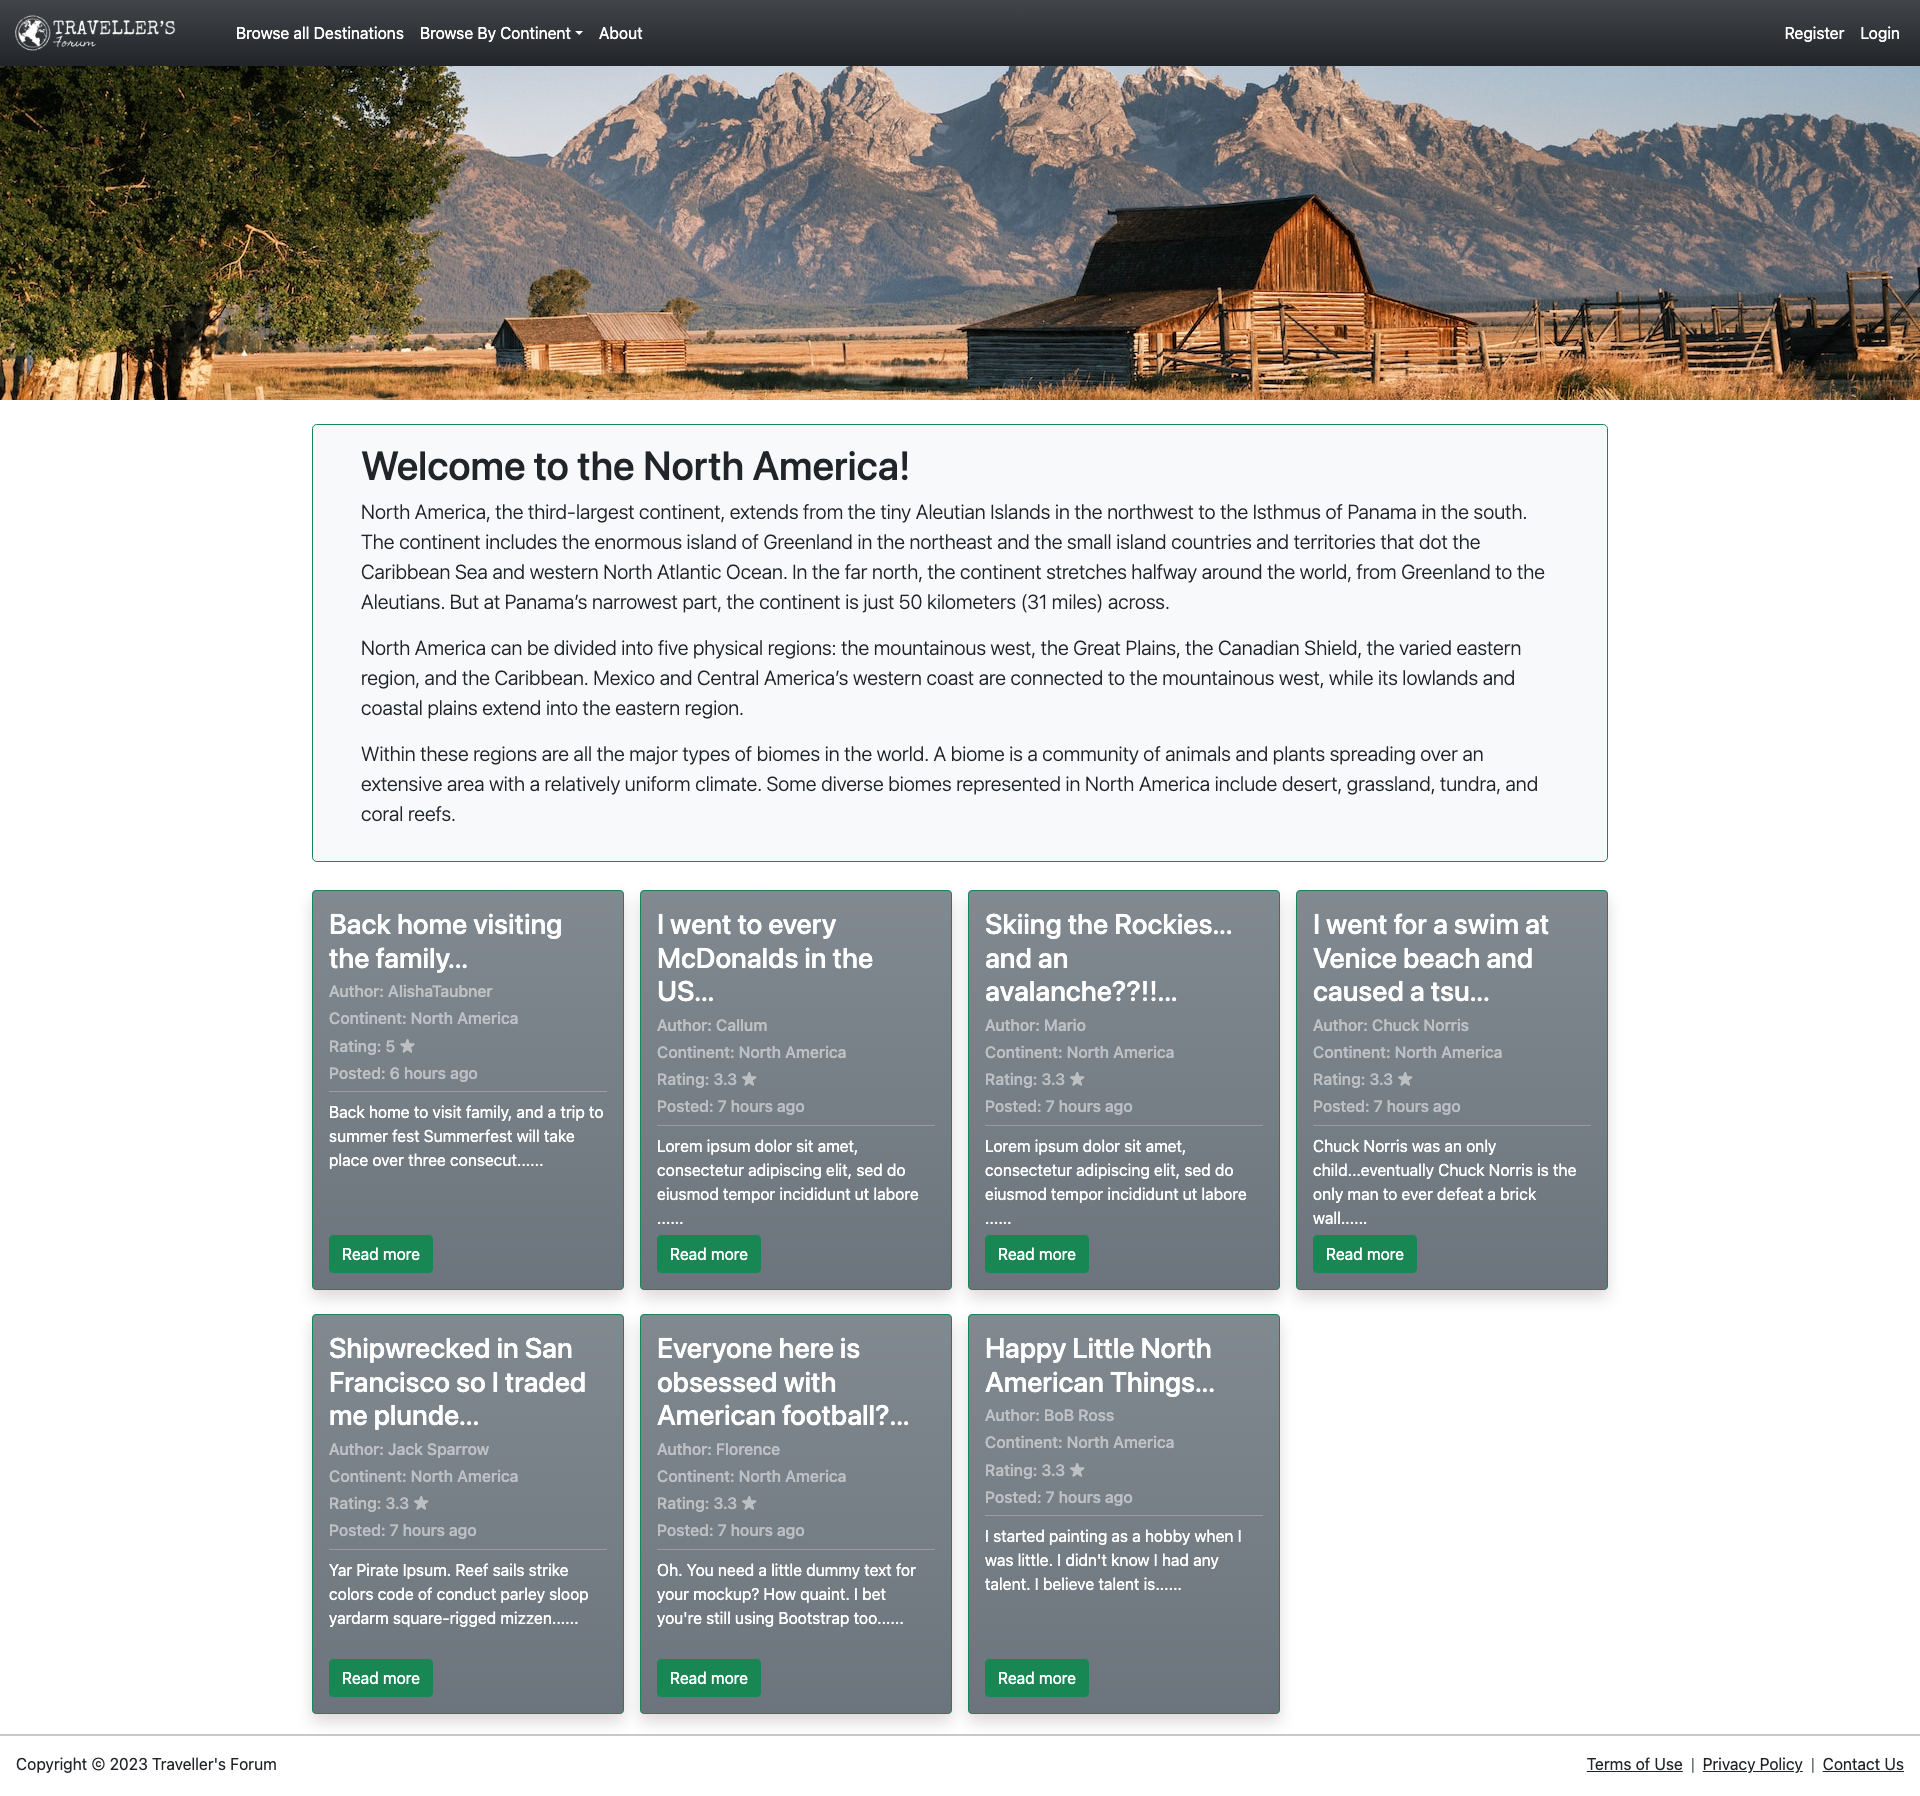 TRAVELLER'S
Forum
Browse all Destinations
Browse By Continent
About
Register
Login
Welcome to the North America!
North America, the third-largest continent, extends from the tiny Aleutian Islands in the northwest to the Isthmus of Panama in the south.
The continent includes the enormous island of Greenland in the northeast and the small island countries and territories that dot the
Caribbean Sea and western North Atlantic Ocean. In the far north, the continent stretches halfway around the world, from Greenland to the
Aleutians. But at Panama’s narrowest part, the continent is just 50 kilometers (31 miles) across.
North America can be divided into five physical regions: the mountainous west, the Great Plains, the Canadian Shield, the varied eastern
region, and the Caribbean. Mexico and Central America’s western coast are connected to the mountainous west, while its lowlands and
coastal plains extend into the eastern region.
Within these regions are all the major types of biomes in the world. A biome is a community of animals and plants spreading over an
extensive area with a relatively uniform climate. Some diverse biomes represented in North America include desert, grassland, tundra, and
coral reefs.
Back home visiting
the family...
Author: AlishaTaubner
Continent: North America
Rating: 5 ★
Posted: 6 hours ago
Back home to visit family, and a trip to
summer fest Summerfest will take
place over three consecut......
Read more
I went to every
McDonalds in the
US...
Author: Callum
Continent: North America
Rating: 3.3 ★
Posted: 7 hours ago
Lorem ipsum dolor sit amet,
consectetur adipiscing elit, sed do
eiusmod tempor incididunt ut labore
......
Read more
Skiing the Rockies...
and an
avalanche??!!...
Author: Mario
Continent: North America
Rating: 3.3 ★
Posted: 7 hours ago
Lorem ipsum dolor sit amet,
consectetur adipiscing elit, sed do
eiusmod tempor incididunt ut labore
......
Read more
I went for a swim at
Venice beach and
caused a tsu...
Author: Chuck Norris
Continent: North America
Rating: 3.3 ★
Posted: 7 hours ago
Chuck Norris was an only
child...eventually Chuck Norris is the
only man to ever defeat a brick
wall......
Read more
Shipwrecked in San
Francisco so I traded
me plunde...
Author: Jack Sparrow
Continent: North America
Rating: 3.3 ★
Posted: 7 hours ago
Yar Pirate Ipsum. Reef sails strike
colors code of conduct parley sloop
yardarm square-rigged mizzen......
Read more
Everyone here is
obsessed with
American football?...
Author: Florence
Continent: North America
Rating: 3.3 ★
Posted: 7 hours ago
Oh. You need a little dummy text for
your mockup? How quaint. I bet
you're still using Bootstrap too......
Read more
Happy Little North
American Things...
Author: BoB Ross
Continent: North America
Rating: 3.3 ★
Posted: 7 hours ago
I started painting as a hobby when I
was little. I didn't know I had any
talent. I believe talent is......
Read more
Copyright © 2023 Traveller's Forum
Terms of Use | Privacy Policy | Contact Us